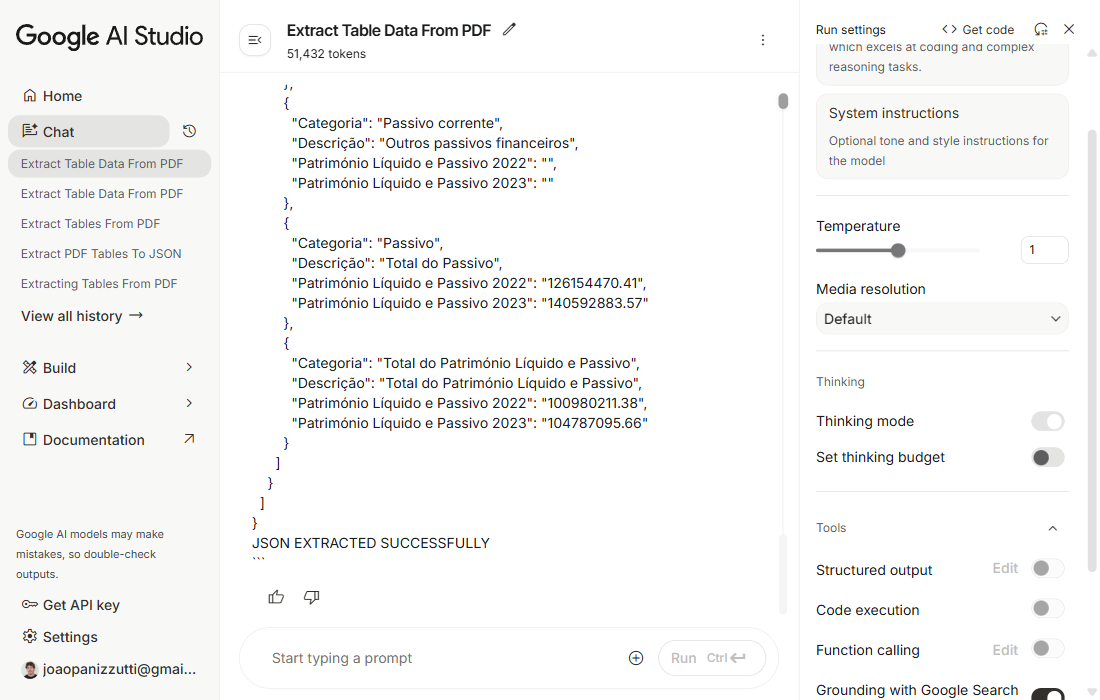 Google AI Studio
Home
Chat
Extract Table Data From PDF
Extract Table Data From PDF
Extract Tables From PDF
Extract PDF Tables To JSON
Extracting Tables From PDF
View all history →
Build
Dashboard
Documentation
Google AI models may make
mistakes, so double-check
outputs.
Get API key
Settings
joaopanizzutti@gmai...
Extract Table Data From PDF
51,432 tokens
},
{
"Categoria": "Passivo corrente",
"Descrição": "Outros passivos financeiros",
"Património Líquido e Passivo 2022": "",
"Património Líquido e Passivo 2023": ""
},
{
"Categoria": "Passivo",
"Descrição": "Total do Passivo",
"Património Líquido e Passivo 2022": "126154470.41",
"Património Líquido e Passivo 2023": "140592883.57"
},
{
"Categoria": "Total do Património Líquido e Passivo",
"Descrição": "Total do Património Líquido e Passivo",
"Património Líquido e Passivo 2022": "100980211.38",
"Património Líquido e Passivo 2023": "104787095.66"
}
]
}
]
}
JSON EXTRACTED SUCCESSFULLY
```
Start typing a prompt
Run Ctrl↵
Run settings
<> Get code
which excels at coding and complex
reasoning tasks.
System instructions
Optional tone and style instructions for
the model
Temperature
1
Media resolution
Default
Thinking
Thinking mode
Set thinking budget
Tools
Structured output Edit
Code execution
Function calling Edit
Grounding with Google Search